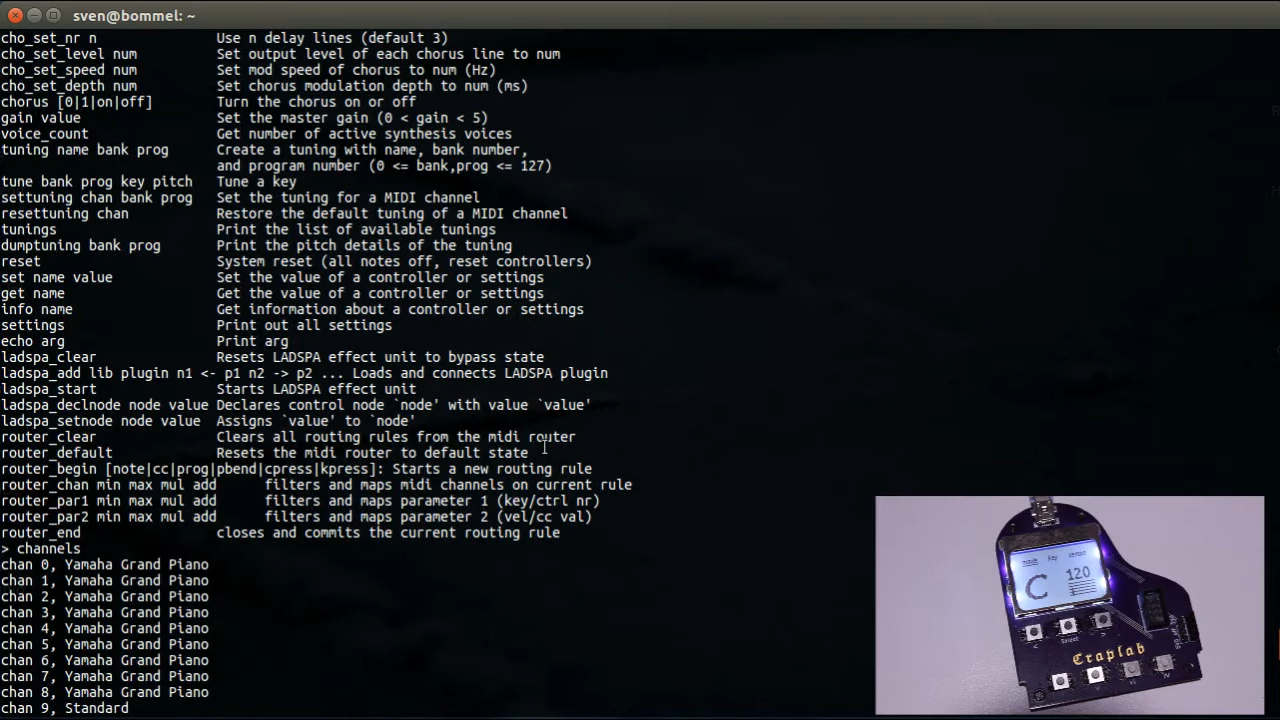 sven@bommel: ~
cho_set_nr n Use n delay lines (default 3)
cho_set_level num Set output level of each chorus line to num
cho_set_speed num Set mod speed of chorus to num (Hz)
cho_set_depth num Set chorus modulation depth to num (ms)
chorus [0|1|on|off] Turn the chorus on or off
gain value Set the master gain (0 < gain < 5)
voice_count Get number of active synthesis voices
tuning name bank prog Create a tuning with name, bank number,
and program number (0 <= bank,prog <= 127)
tune bank prog key pitch Tune a key
settuning chan bank prog Set the tuning for a MIDI channel
resettuning chan Restore the default tuning of a MIDI channel
tunings Print the list of available tunings
dumptuning bank prog Print the pitch details of the tuning
reset System reset (all notes off, reset controllers)
set name value Set the value of a controller or settings
get name Get the value of a controller or settings
info name Get information about a controller or settings
settings Print out all settings
echo arg Print arg
ladspa_clear Resets LADSPA effect unit to bypass state
ladspa_add lib plugin n1 <- p1 n2 -> p2 ... Loads and connects LADSPA plugin
ladspa_start Starts LADSPA effect unit
ladspa_declnode node value Declares control node `node' with value `value'
ladspa_setnode node value Assigns `value' to `node'
router_clear Clears all routing rules from the midi router
router_default Resets the midi router to default state
router_begin [note|cc|prog|pbend|cpress|kpress]: Starts a new routing rule
router_chan min max mul add filters and maps midi channels on current rule
router_par1 min max mul add filters and maps parameter 1 (key/ctrl nr)
router_par2 min max mul add filters and maps parameter 2 (vel/cc val)
router_end closes and commits the current routing rule
> channels
chan 0, Yamaha Grand Piano
chan 1, Yamaha Grand Piano
chan 2, Yamaha Grand Piano
chan 3, Yamaha Grand Piano
chan 4, Yamaha Grand Piano
chan 5, Yamaha Grand Piano
chan 6, Yamaha Grand Piano
chan 7, Yamaha Grand Piano
chan 8, Yamaha Grand Piano
chan 9, Standard
mode key tempo
C 120
< Select >
Craplab